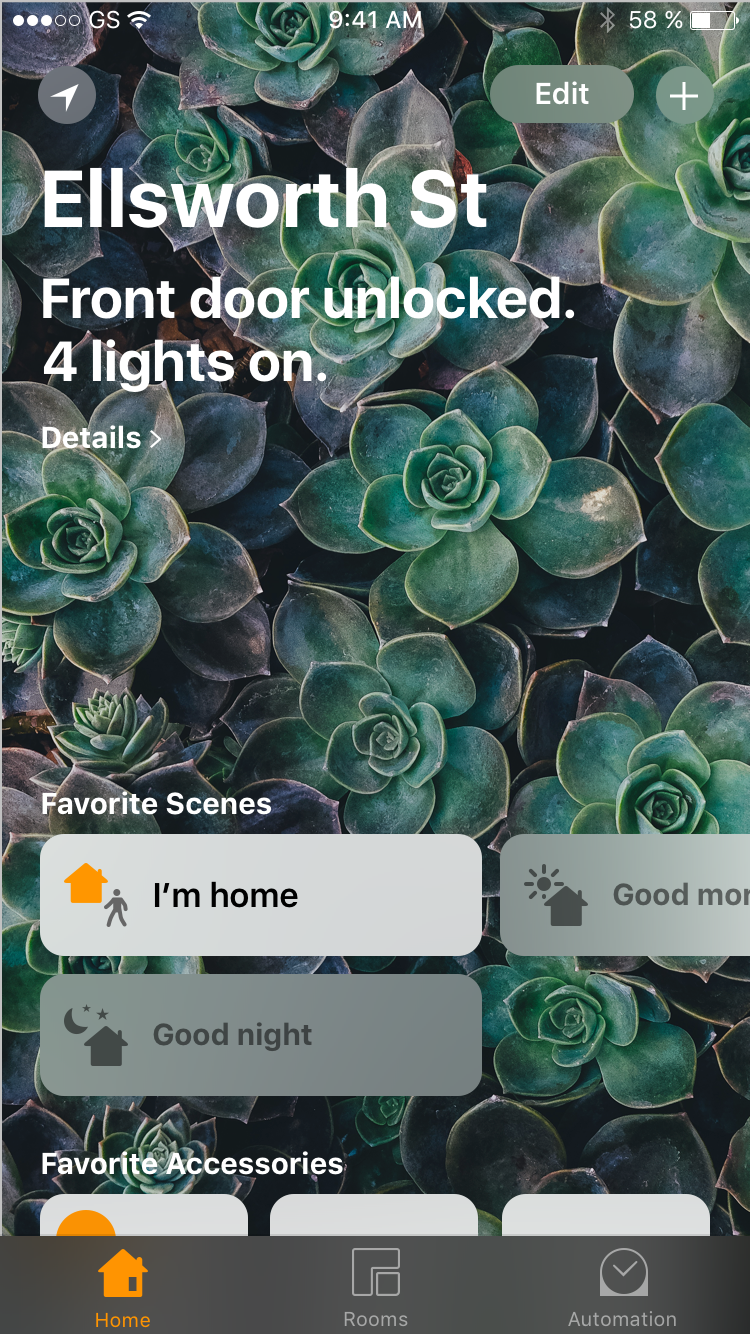 GS 9:41 AM 58 %
Edit
Ellsworth St
Front door unlocked.
4 lights on.
Details >
Favorite Scenes
I’m home
Good mor
Good night
Favorite Accessories
Home Rooms Automation